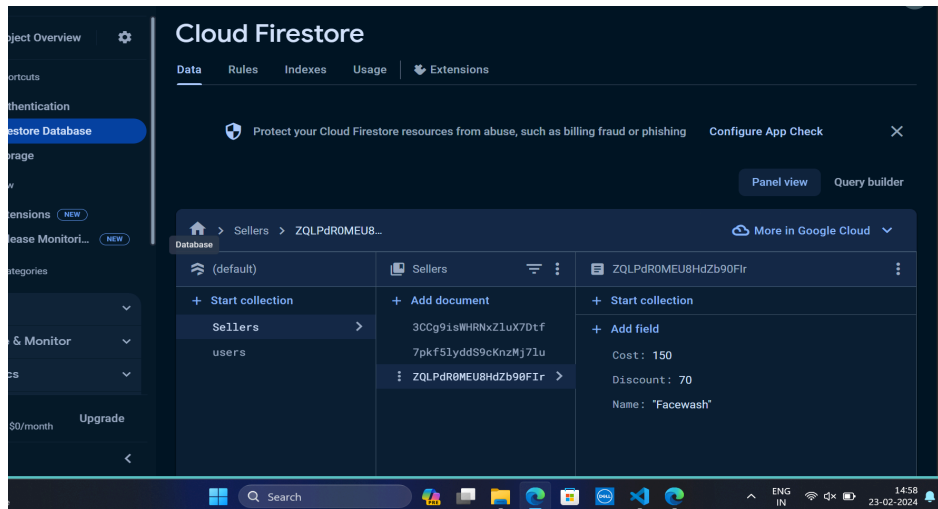 Cloud Firestore
oject Overview
Data Rules Indexes Usage Extensions
ortcuts
thentication
estore Database
orage
w
tensions NEW
lease Monitori... NEW
ategories
& Monitor
cs
$0/month Upgrade
Protect your Cloud Firestore resources from abuse, such as billing fraud or phishing Configure App Check
Panel view Query builder
Sellers ZQLPdR0MEU8... More in Google Cloud
Database
(default)
+ Start collection
Sellers
users
Sellers
+ Add document
3CCg9isWHRNxZluX7Dtf
7pkf5lyddS9cKnzMj7lu
ZQLPdR0MEU8HdZb90FIr
ZQLPdR0MEU8HdZb90FIr
+ Start collection
+ Add field
Cost: 150
Discount: 70
Name: "Facewash"
Search
ENG
IN
14:58
23-02-2024